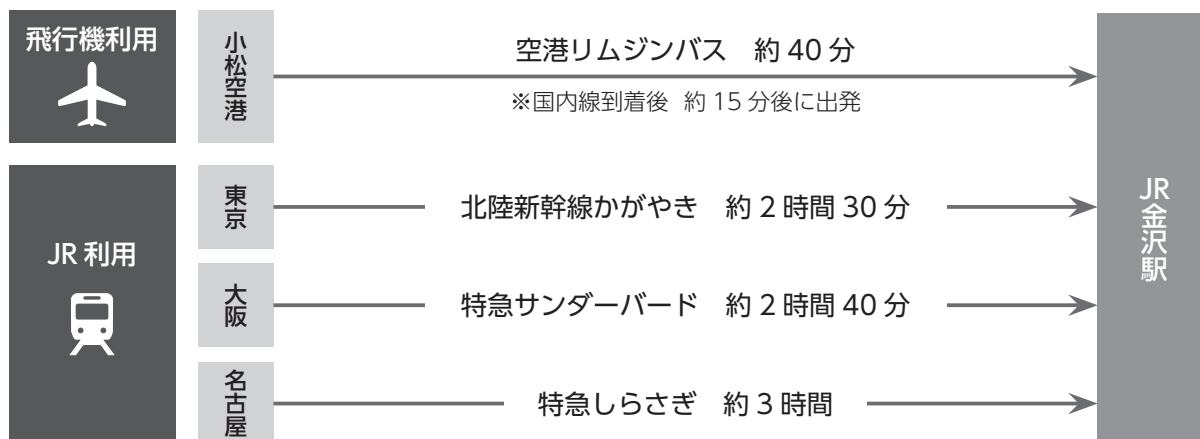 飛行機利用
小松空港
空港リムジンバス　約 40 分
※国内線到着後 約 15 分後に出発
JR 利用
東京
北陸新幹線かがやき　約 2 時間 30 分
大阪
特急サンダーバード　約 2 時間 40 分
名古屋
特急しらさぎ　約 3 時間
JR金沢駅